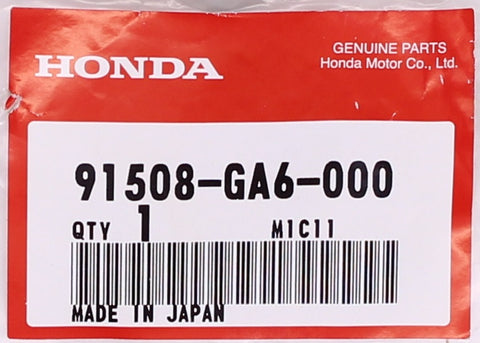 HONDA
GENUINE PARTS
Honda Motor Co., Ltd.
91508-GA6-000
QTY 1 M1C11
MADE IN JAPAN